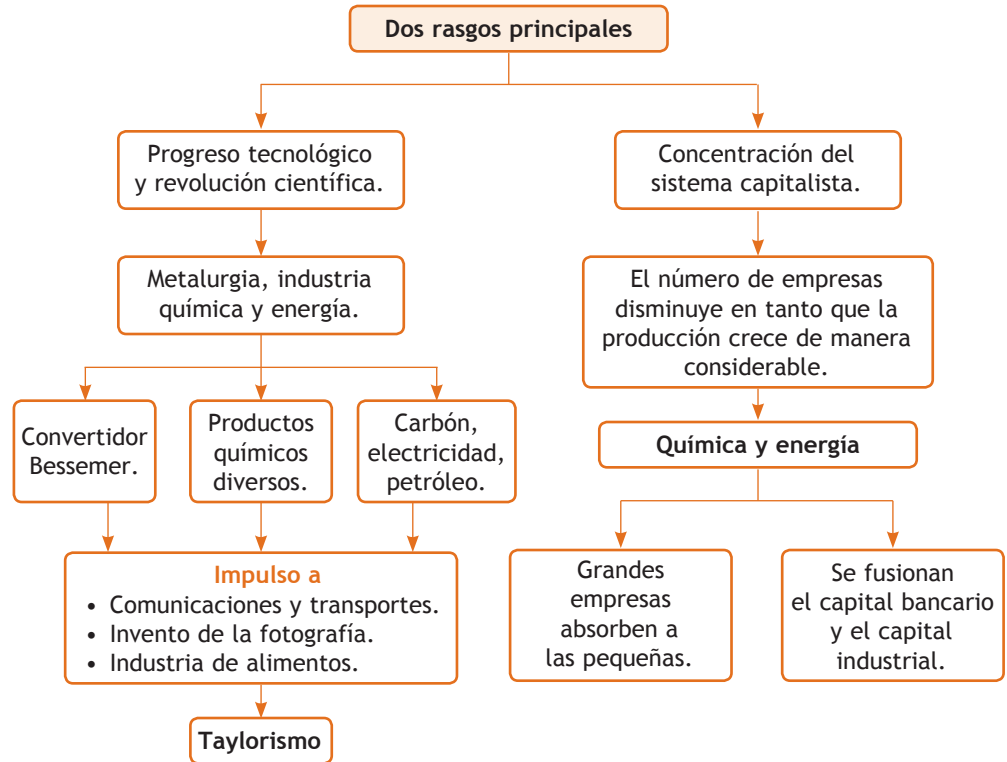 Dos rasgos principales
Progreso tecnológico
y revolución científica.
Metalurgia, industria
química y energía.
Convertidor
Bessemer.
Productos
químicos
diversos.
Carbón,
electricidad,
petróleo.
Impulso a
• Comunicaciones y transportes.
• Invento de la fotografía.
• Industria de alimentos.
Taylorismo
Concentración del
sistema capitalista.
El número de empresas
disminuye en tanto que la
producción crece de manera
considerable.
Química y energía
Grandes
empresas
absorben a
las pequeñas.
Se fusionan
el capital bancario
y el capital
industrial.